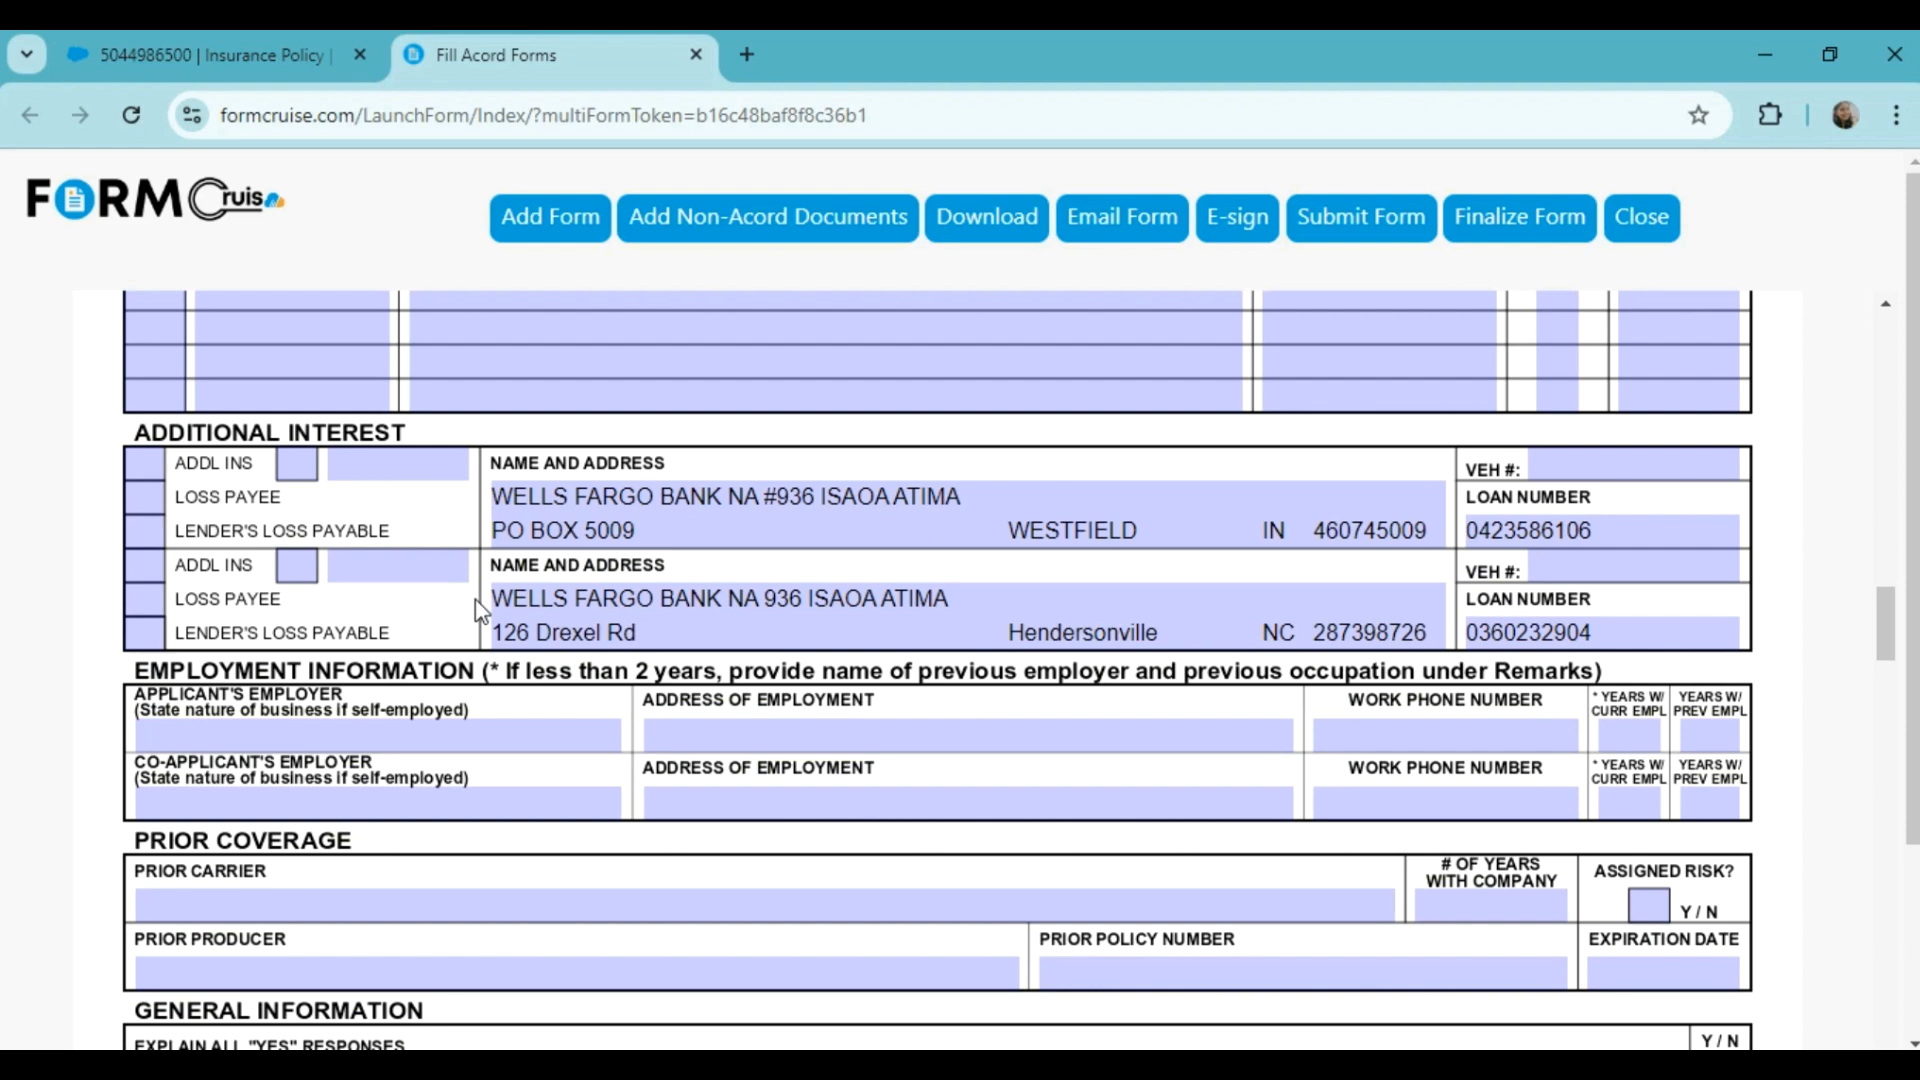 5044986500 | Insurance Policy |
Fill Acord Forms
formcruise.com/LaunchForm/Index/?multiFormToken=b16c48baf8f8c36b1
FORMCruise
Add Form
Add Non-Acord Documents
Download
Email Form
E-sign
Submit Form
Finalize Form
Close
ADDITIONAL INTEREST
ADDL INS
NAME AND ADDRESS
VEH #:
LOSS PAYEE
WELLS FARGO BANK NA #936 ISAOA ATIMA
LOAN NUMBER
LENDER'S LOSS PAYABLE
PO BOX 5009 WESTFIELD IN 460745009
0423586106
ADDL INS
NAME AND ADDRESS
VEH #:
LOSS PAYEE
WELLS FARGO BANK NA 936 ISAOA ATIMA
LOAN NUMBER
LENDER'S LOSS PAYABLE
126 Drexel Rd Hendersonville NC 287398726
0360232904
EMPLOYMENT INFORMATION (* If less than 2 years, provide name of previous employer and previous occupation under Remarks)
APPLICANT'S EMPLOYER
(State nature of business if self-employed)
ADDRESS OF EMPLOYMENT
WORK PHONE NUMBER
* YEARS W/
CURR EMPL
YEARS W/
PREV EMPL
CO-APPLICANT'S EMPLOYER
(State nature of business if self-employed)
ADDRESS OF EMPLOYMENT
WORK PHONE NUMBER
* YEARS W/
CURR EMPL
YEARS W/
PREV EMPL
PRIOR COVERAGE
PRIOR CARRIER
# OF YEARS
WITH COMPANY
ASSIGNED RISK?
Y / N
PRIOR PRODUCER
PRIOR POLICY NUMBER
EXPIRATION DATE
GENERAL INFORMATION
EXPLAIN ALL "YES" RESPONSES
Y / N